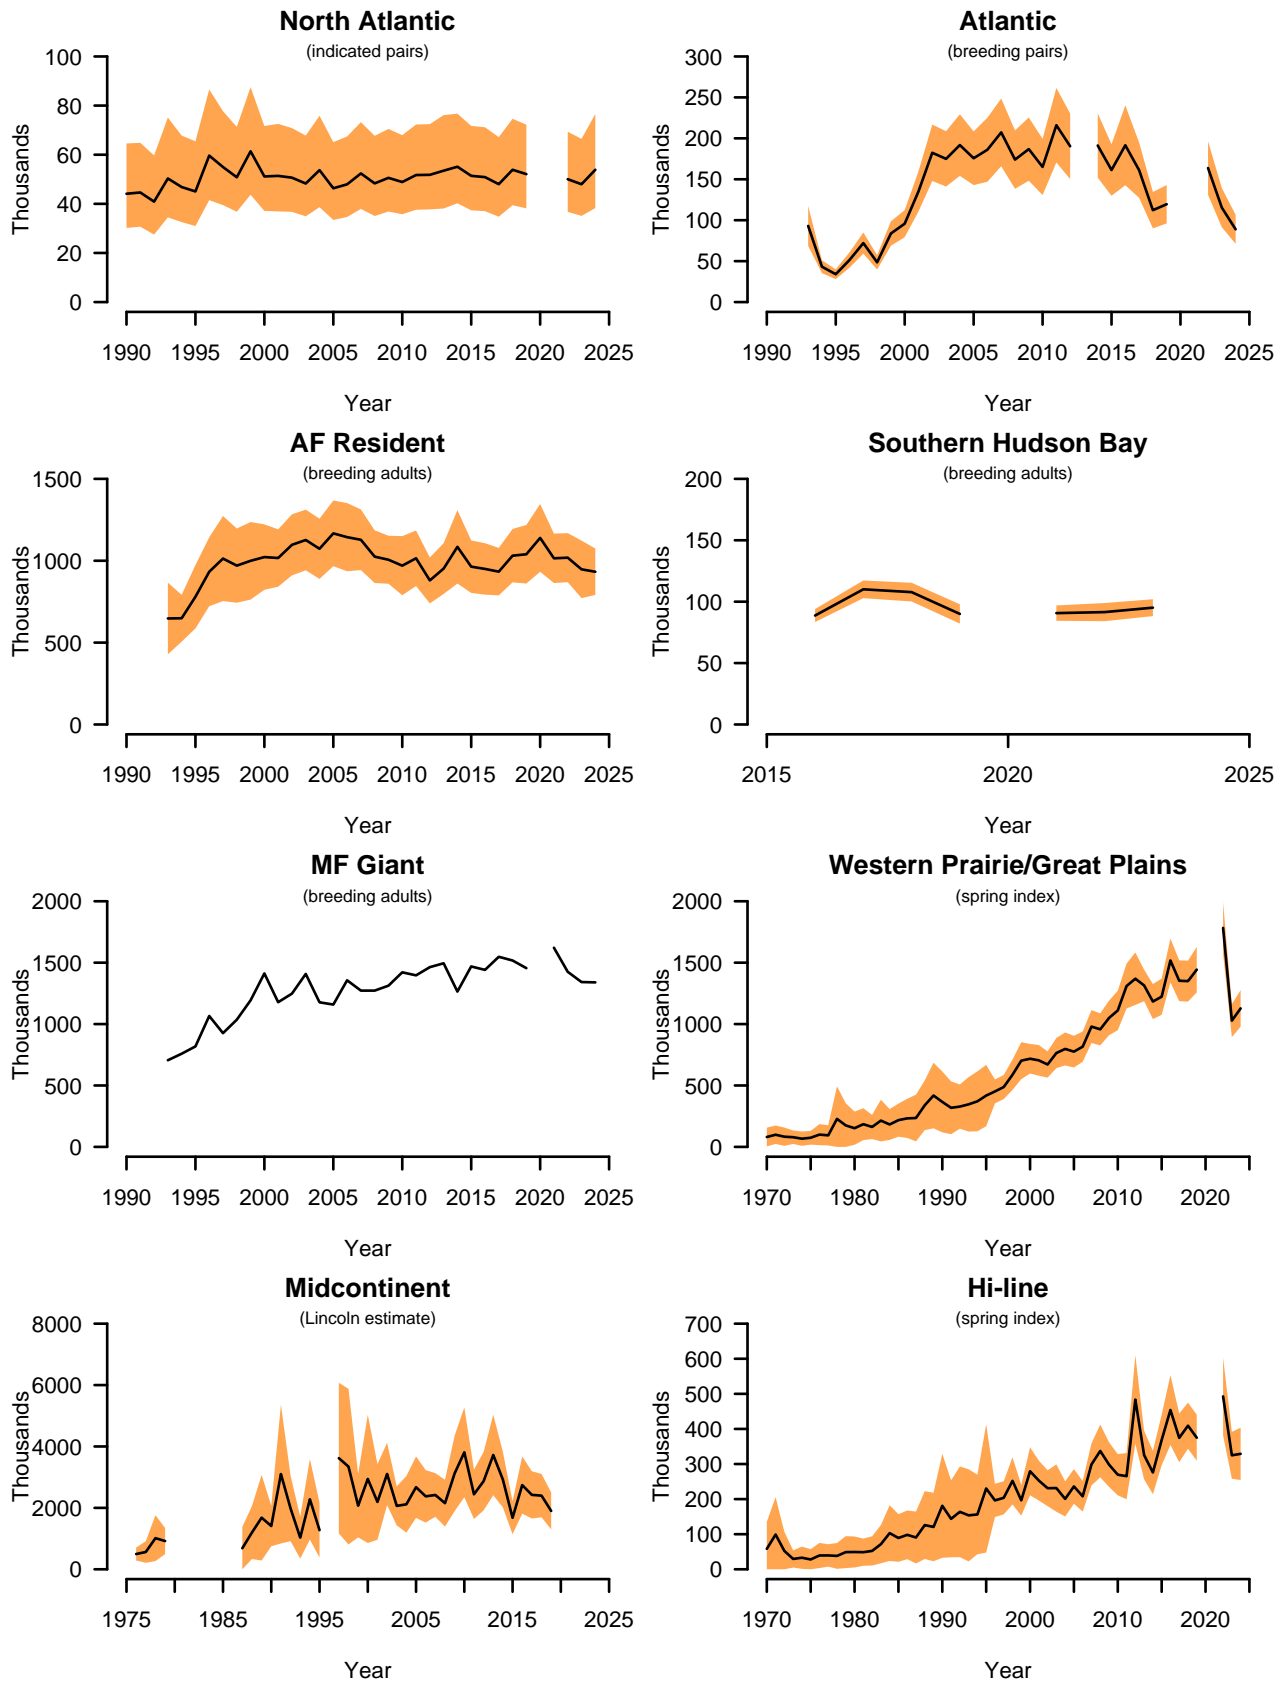 North Atlantic
(indicated pairs)
Thousands
100
80
60
40
20
0
1990 1995 2000 2005 2010 2015 2020 2025
Year
Atlantic
(breeding pairs)
Thousands
300
250
200
150
100
50
0
1990 1995 2000 2005 2010 2015 2020 2025
Year
AF Resident
(breeding adults)
Thousands
1500
1000
500
0
1990 1995 2000 2005 2010 2015 2020 2025
Year
Southern Hudson Bay
(breeding adults)
Thousands
200
150
100
50
0
2015 2020 2025
Year
MF Giant
(breeding adults)
Thousands
2000
1500
1000
500
0
1990 1995 2000 2005 2010 2015 2020 2025
Year
Western Prairie/Great Plains
(spring index)
Thousands
2000
1500
1000
500
0
1970 1980 1990 2000 2010 2020
Year
Midcontinent
(Lincoln estimate)
Thousands
8000
6000
4000
2000
0
1975 1985 1995 2005 2015 2025
Year
Hi-line
(spring index)
Thousands
700
600
500
400
300
200
100
0
1970 1980 1990 2000 2010 2020
Year